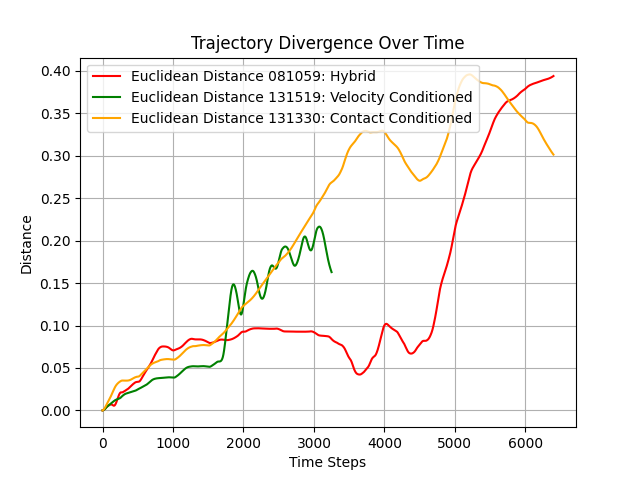 Trajectory Divergence Over Time
Euclidean Distance 081059: Hybrid
Euclidean Distance 131519: Velocity Conditioned
Euclidean Distance 131330: Contact Conditioned
0.40
0.35
0.30
0.25
0.20
0.15
0.10
0.05
0.00
Distance
0 1000 2000 3000 4000 5000 6000
Time Steps